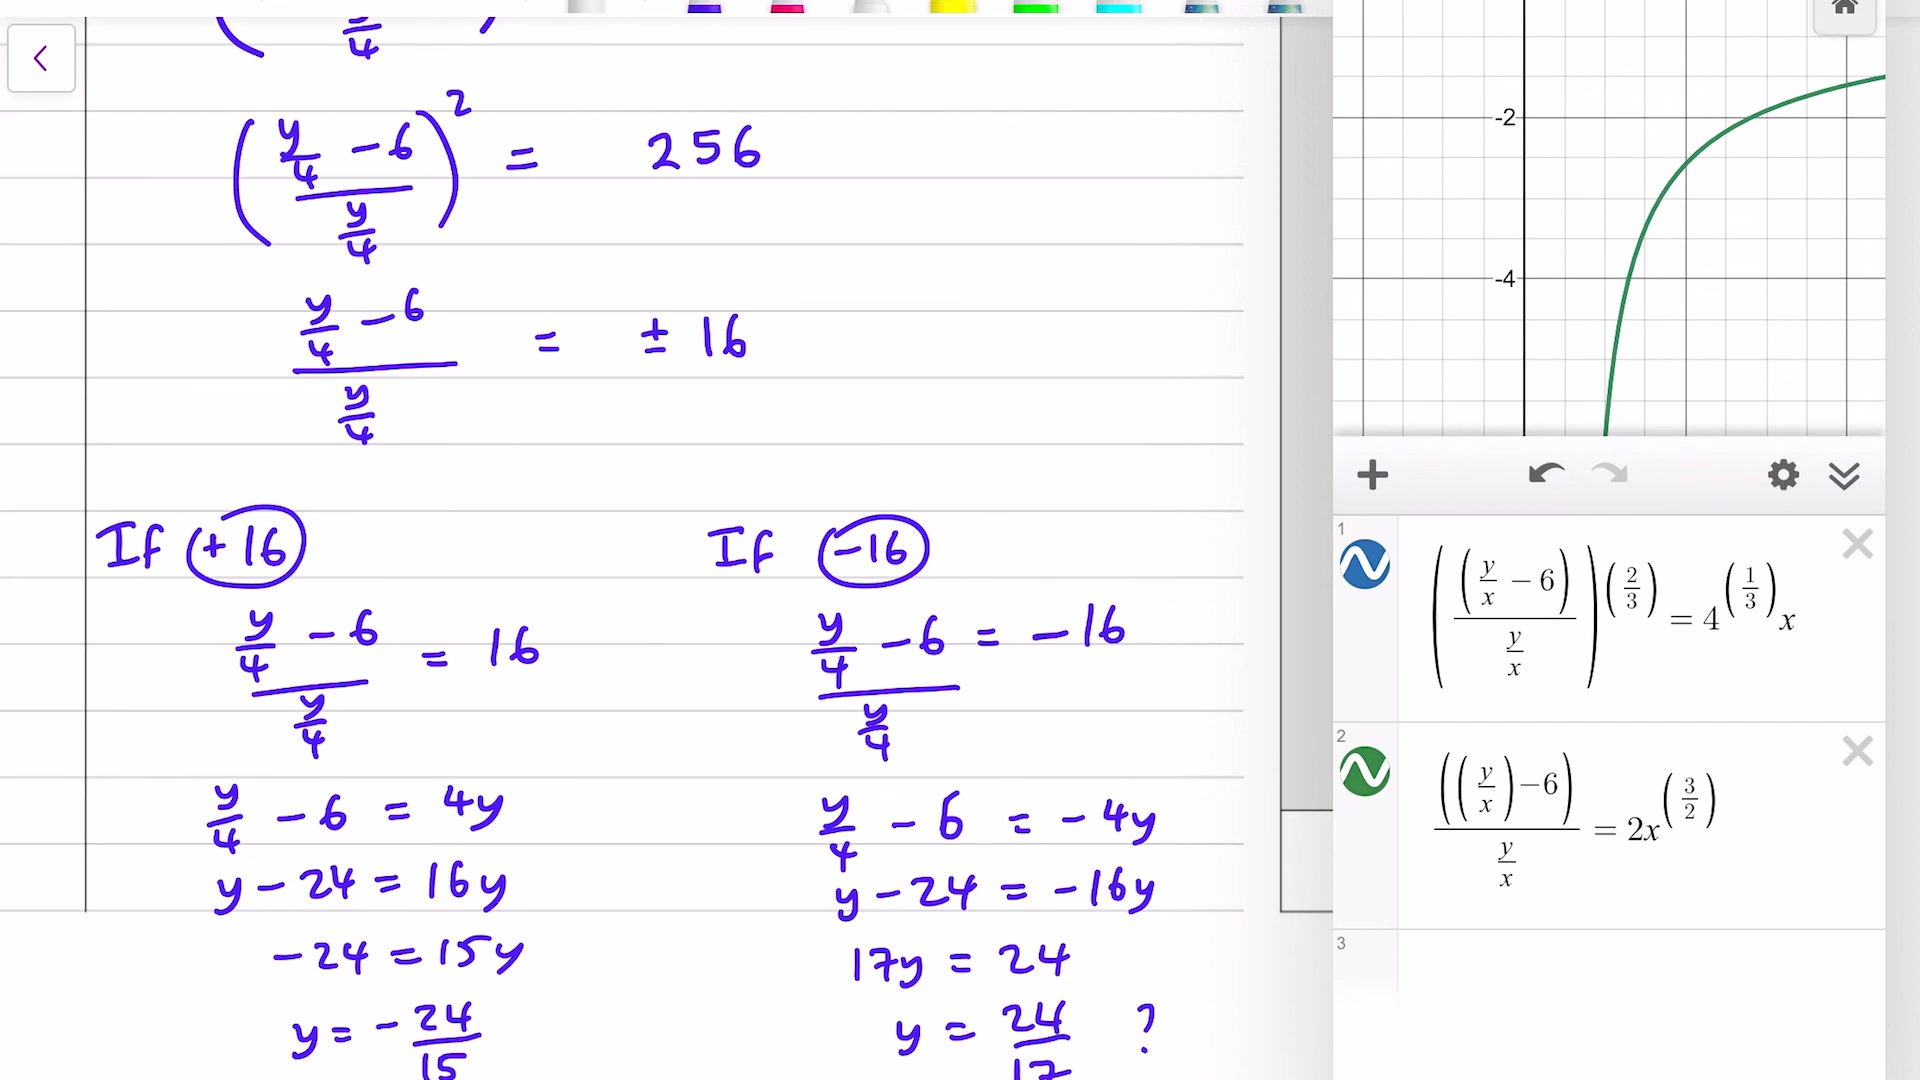 y/4
(y/4 - 6 / y/4)^2 = 256
y/4 - 6 / y/4 = ± 16
If +16
y/4 - 6 / y/4 = 16
y/4 - 6 = 4y
y - 24 = 16y
-24 = 15y
y = -24/15
If -16
y/4 - 6 / y/4 = -16
y/4 - 6 = -4y
y - 24 = -16y
17y = 24
y = 24/17 ?
-2
-4
1
((y/x - 6) / y/x)^(2/3) = 4^(1/3) x
2
((y/x) - 6) / y/x = 2x^(3/2)
3